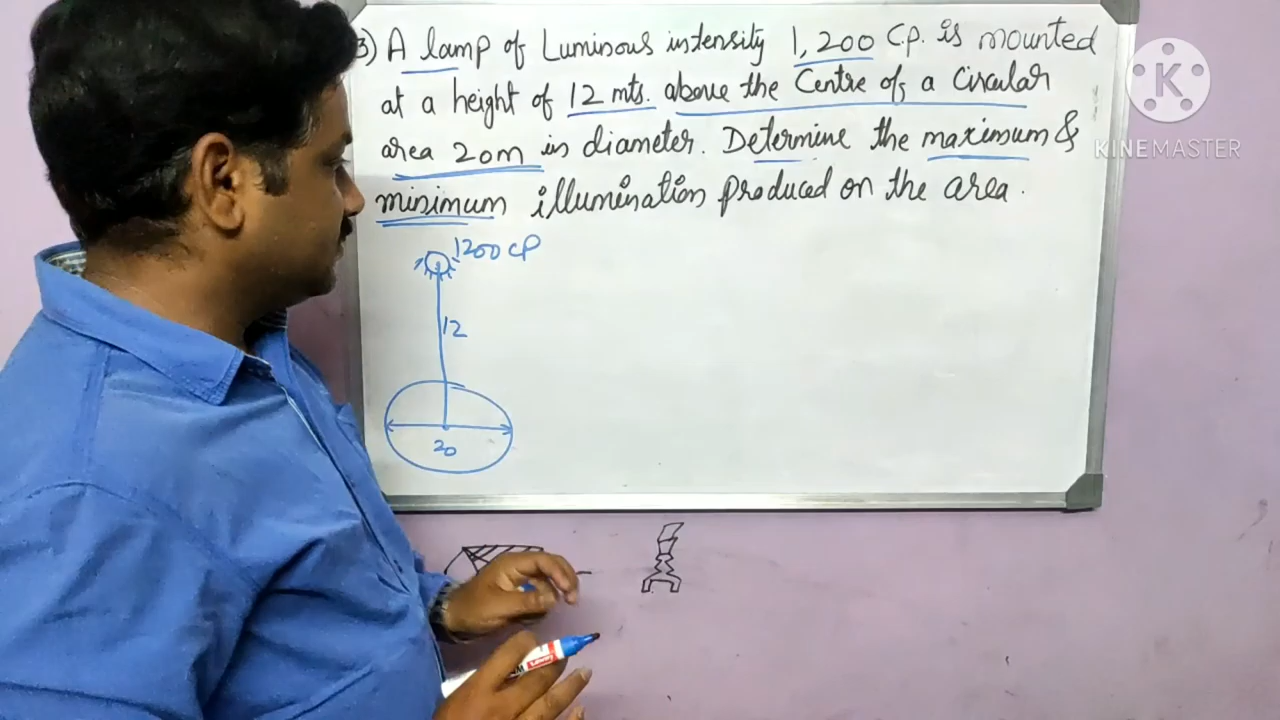 3) A lamp of Luminous intensity 1,200 Cp. is mounted
at a height of 12 mts. above the Centre of a Circular
area 20m in diameter. Determine the maximum &
minimum illumination produced on the area.
1200 CP
12
20
K
KINEMASTER